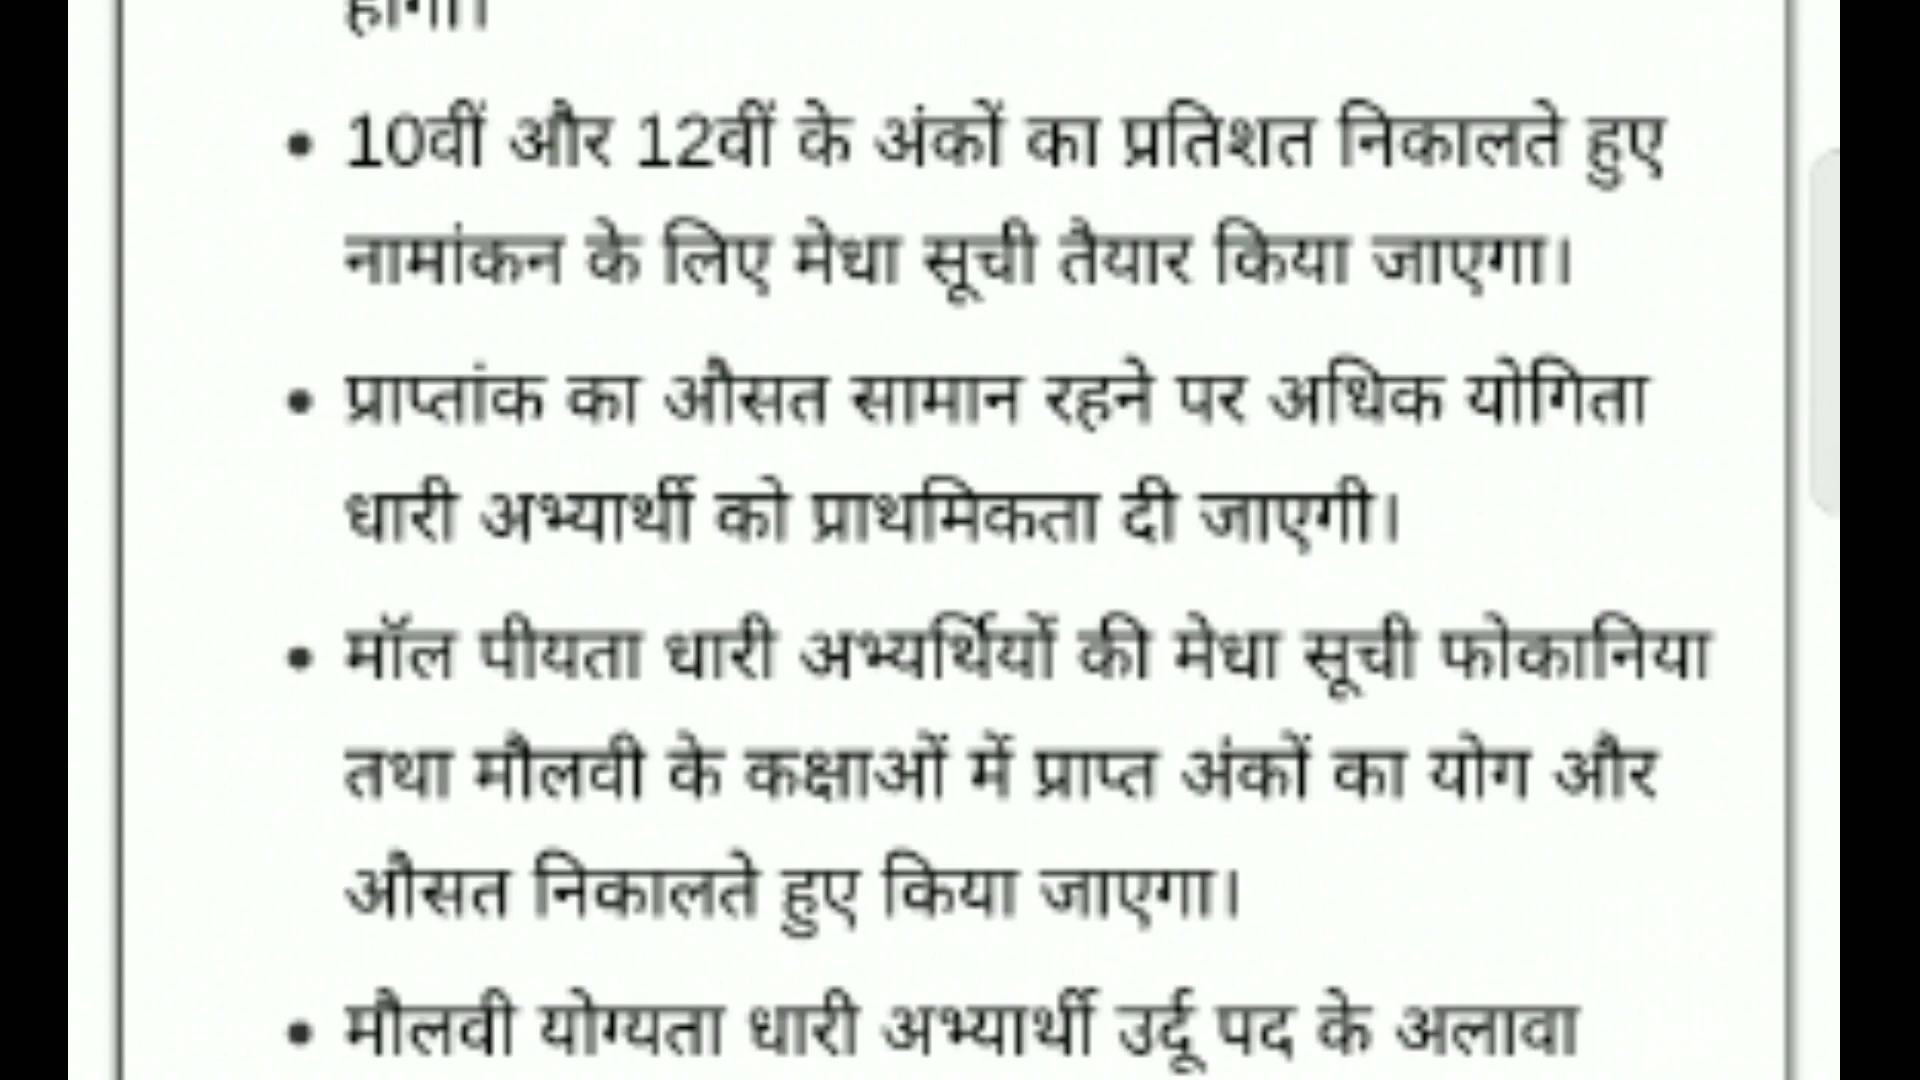 होगा।
• 10वीं और 12वीं के अंकों का प्रतिशत निकालते हुए
नामांकन के लिए मेधा सूची तैयार किया जाएगा।
• प्राप्तांक का औसत सामान रहने पर अधिक योगिता
धारी अभ्यार्थी को प्राथमिकता दी जाएगी।
• मॉल पीयता धारी अभ्यर्थियों की मेधा सूची फोकानिया
तथा मौलवी के कक्षाओं में प्राप्त अंकों का योग और
औसत निकालते हुए किया जाएगा।
• मौलवी योग्यता धारी अभ्यार्थी उर्दू पद के अलावा